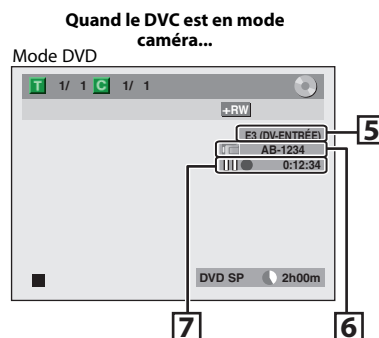 Quand le DVC est en mode
caméra...
Mode DVD
T 1/ 1 C 1/ 1
+RW
E3 (DV-ENTRÉE)
5
AB-1234
0:12:34
DVD SP 2h00m
7 6